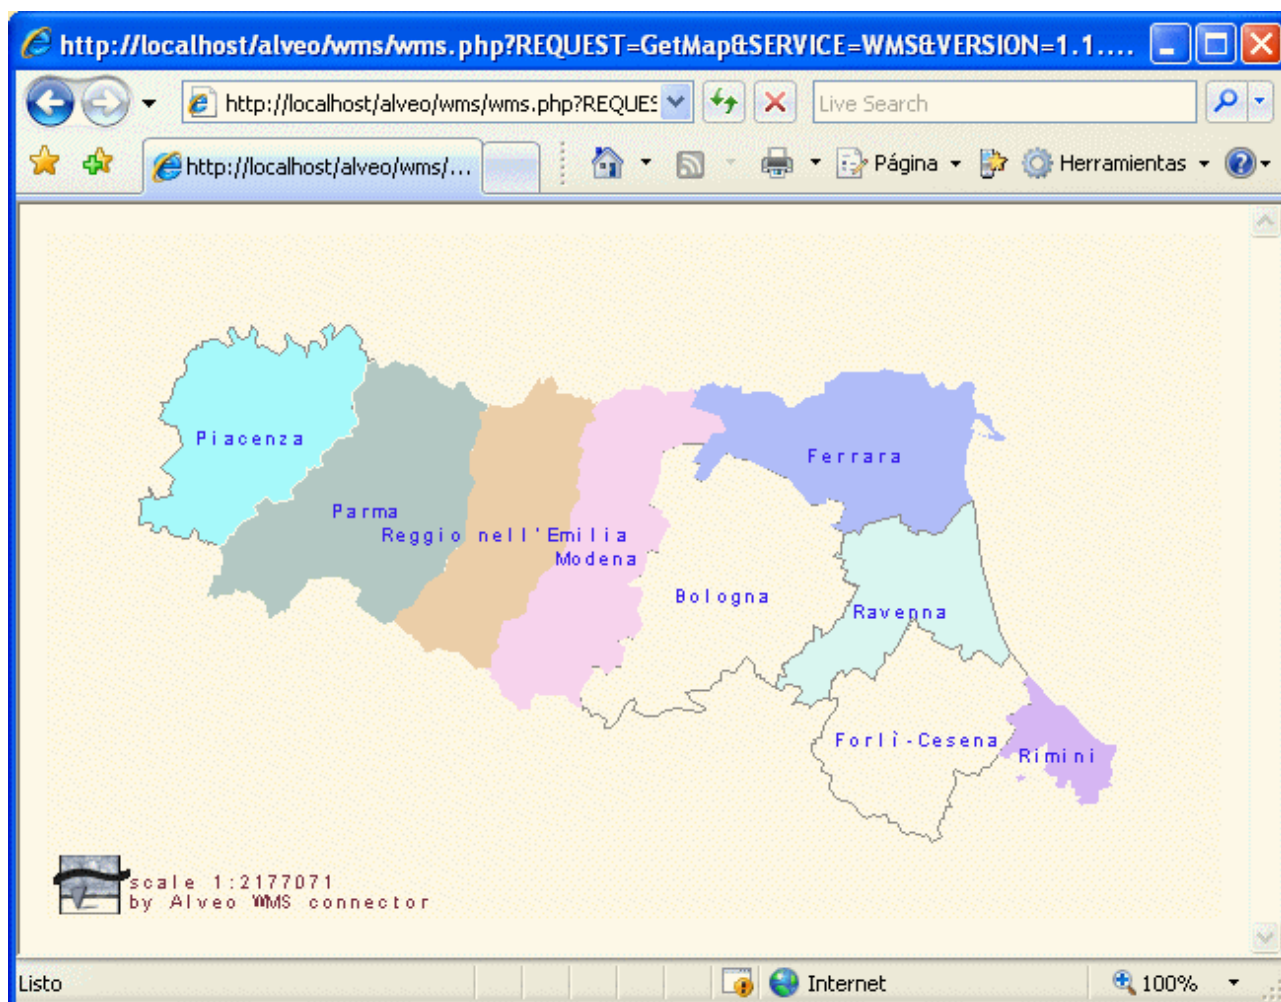 http://localhost/alveo/wms/wms.php?REQUEST=GetMap&SERVICE=WMS&VERSION=1.1....
http://localhost/alveo/wms/wms.php?REQUES
Live Search
http://localhost/alveo/wms/...
Página
Herramientas
Piacenza
Ferrara
Parma
Reggio nell'Emilia
Modena
Bologna
Ravenna
Forlì-Cesena
Rimini
scale 1:2177071
by Alveo WMS connector
Listo
Internet
100%